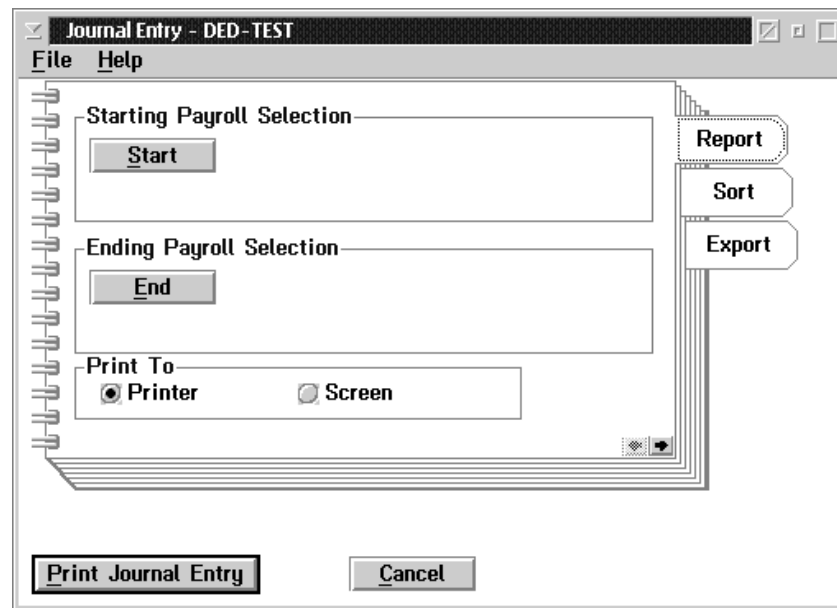 Journal Entry - DED-TEST
File Help
Starting Payroll Selection
Start
Report
Sort
Export
Ending Payroll Selection
End
Print To
Printer Screen
Print Journal Entry Cancel